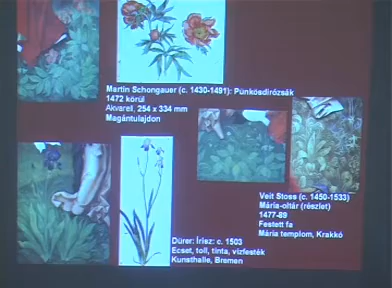 Martin Schongauer (c. 1430-1491): Pünkösdirózsák
1472 körül
Akvarell, 254 x 334 mm
Magántulajdon
Veit Stoss (c. 1450-1533)
Mária-oltár (részlet)
1477-89
Festett fa
Mária templom, Krakkó
Dürer: Írisz: c. 1503
Ecset, toll, tinta, vízfesték
Kunsthalle, Bremen